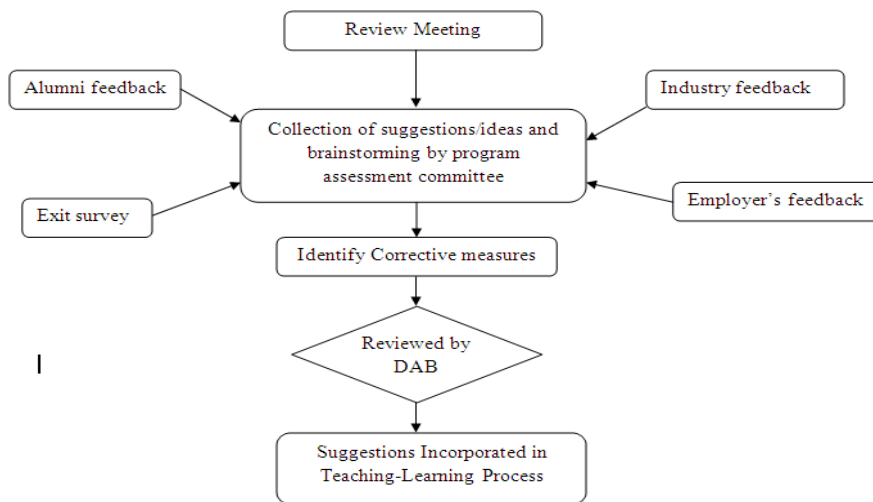 Review Meeting
Alumni feedback
Industry feedback
Collection of suggestions/ideas and
brainstorming by program
assessment committee
Exit survey
Employer’s feedback
Identify Corrective measures
Reviewed by
DAB
Suggestions Incorporated in
Teaching-Learning Process